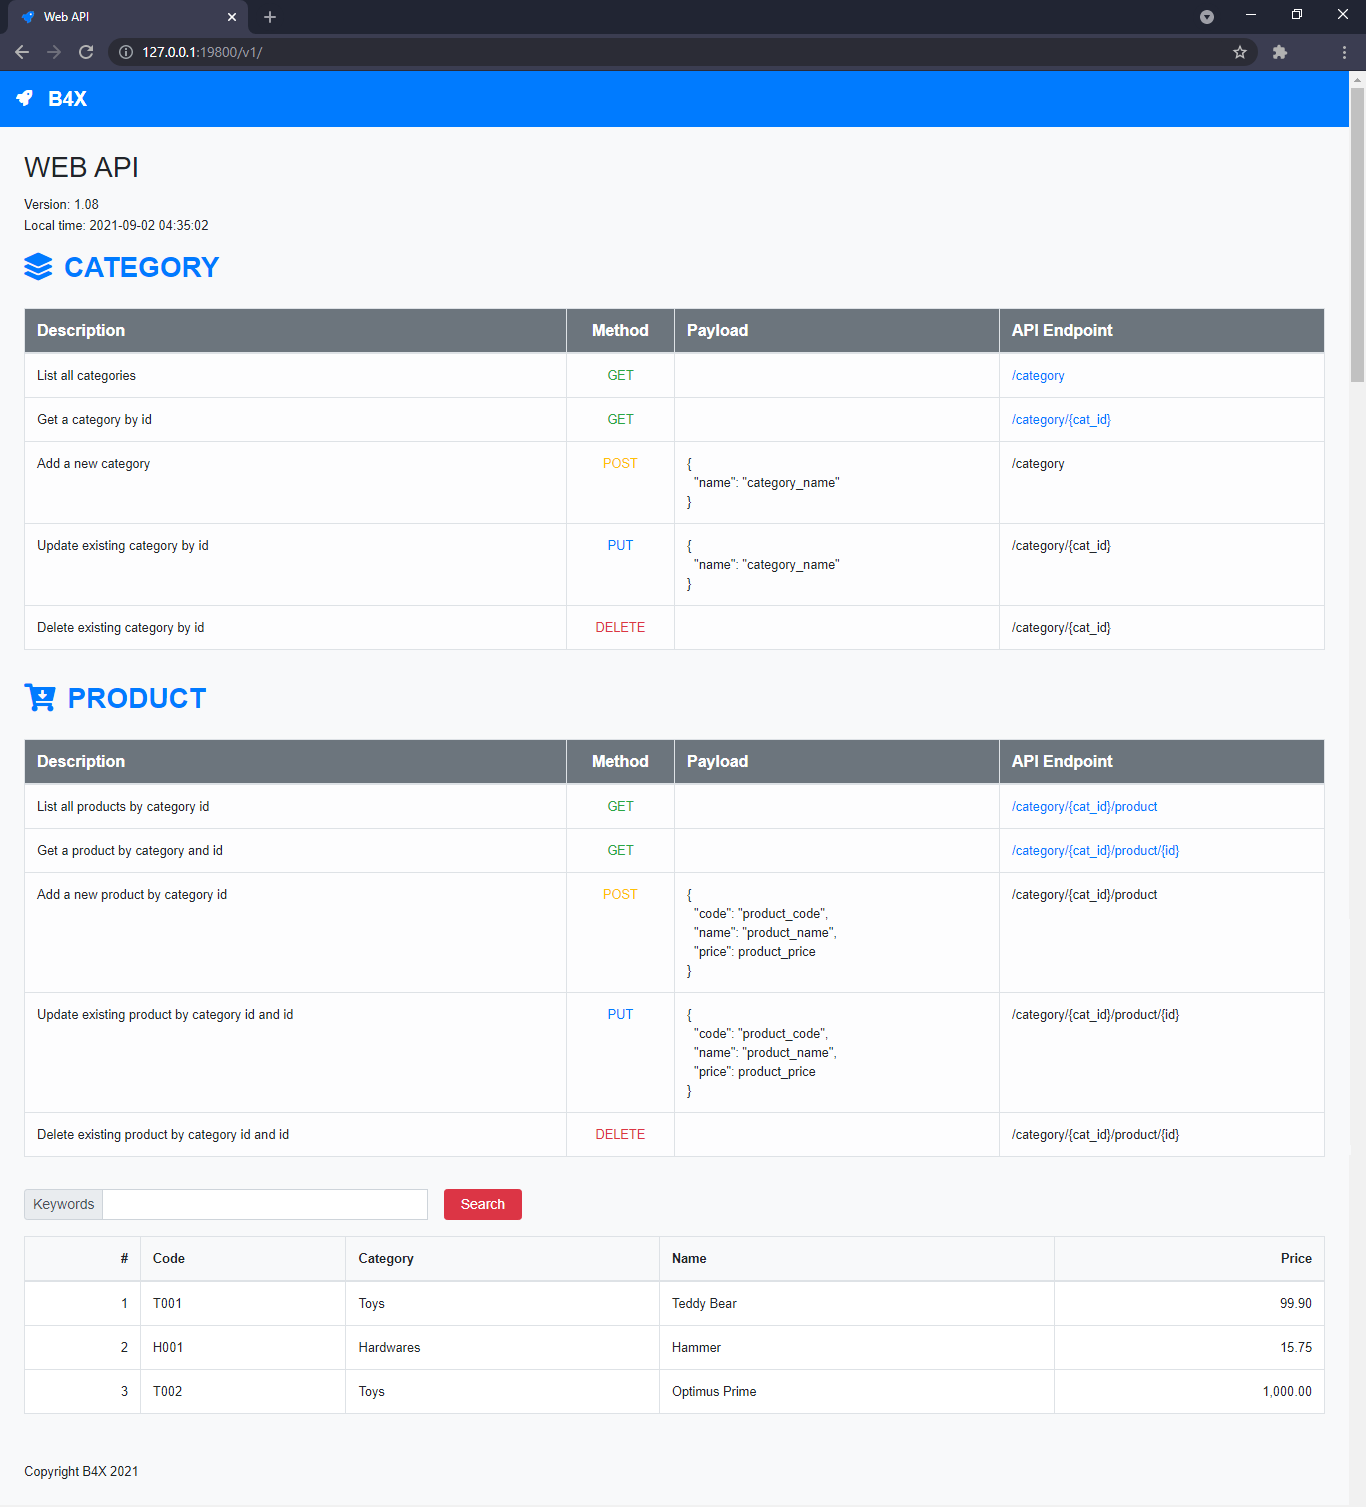 Web API
127.0.0.1:19800/v1/
B4X
WEB API
Version: 1.08
Local time: 2021-09-02 04:35:02
CATEGORY
Description Method Payload API Endpoint
List all categories GET /category
Get a category by id GET /category/{cat_id}
Add a new category POST { /category
"name": "category_name"
}
Update existing category by id PUT { /category/{cat_id}
"name": "category_name"
}
Delete existing category by id DELETE /category/{cat_id}
PRODUCT
Description Method Payload API Endpoint
List all products by category id GET /category/{cat_id}/product
Get a product by category and id GET /category/{cat_id}/product/{id}
Add a new product by category id POST { /category/{cat_id}/product
"code": "product_code",
"name": "product_name",
"price": product_price
}
Update existing product by category id and id PUT { /category/{cat_id}/product/{id}
"code": "product_code",
"name": "product_name",
"price": product_price
}
Delete existing product by category id and id DELETE /category/{cat_id}/product/{id}
Keywords Search
# Code Category Name Price
1 T001 Toys Teddy Bear 99.90
2 H001 Hardwares Hammer 15.75
3 T002 Toys Optimus Prime 1,000.00
Copyright B4X 2021